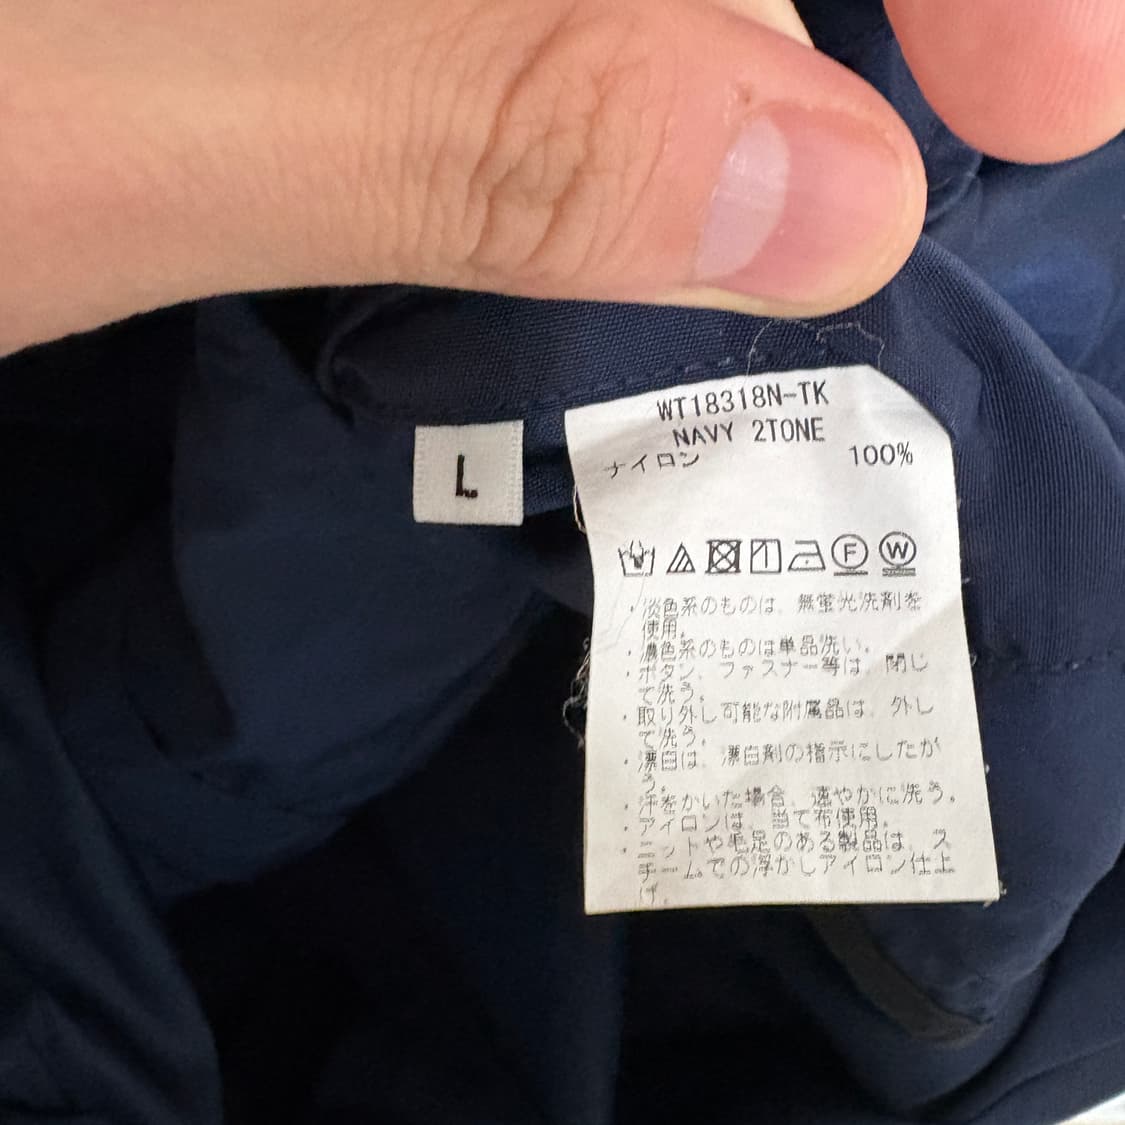 WT18318N-TK
NAVY 2TONE
ナイロン 100%
L
F W
・淡色系のものは、無蛍光洗剤を
使用。
・濃色系のものは単品洗い。
・ボタン、ファスナー等は、閉じ
て洗う。
・取り外し可能な附属品は、外し
て洗う。
・漂白は、漂白剤の指示にしたが
う。
・汗をかいた場合、速やかに洗う。
・アイロンは、当て布使用。
・ニットや毛足のある製品は、ス
チームでの浮かしアイロン仕上
げ。